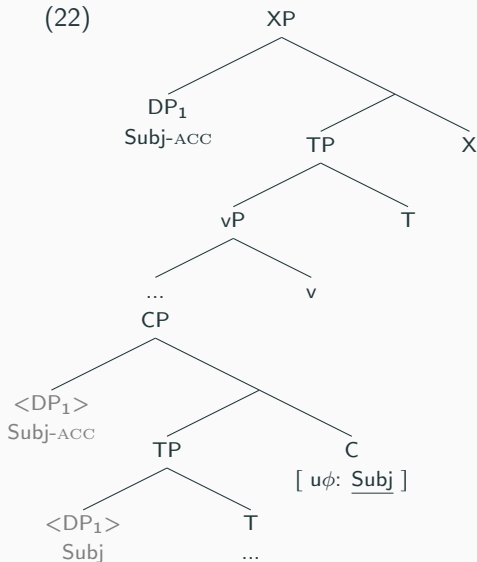 (22)
XP
DP₁
Subj-ACC
TP
X
vP
T
...
v
CP
<DP₁>
Subj-ACC
TP
C
[ uϕ: Subj ]
<DP₁>
T
Subj
...